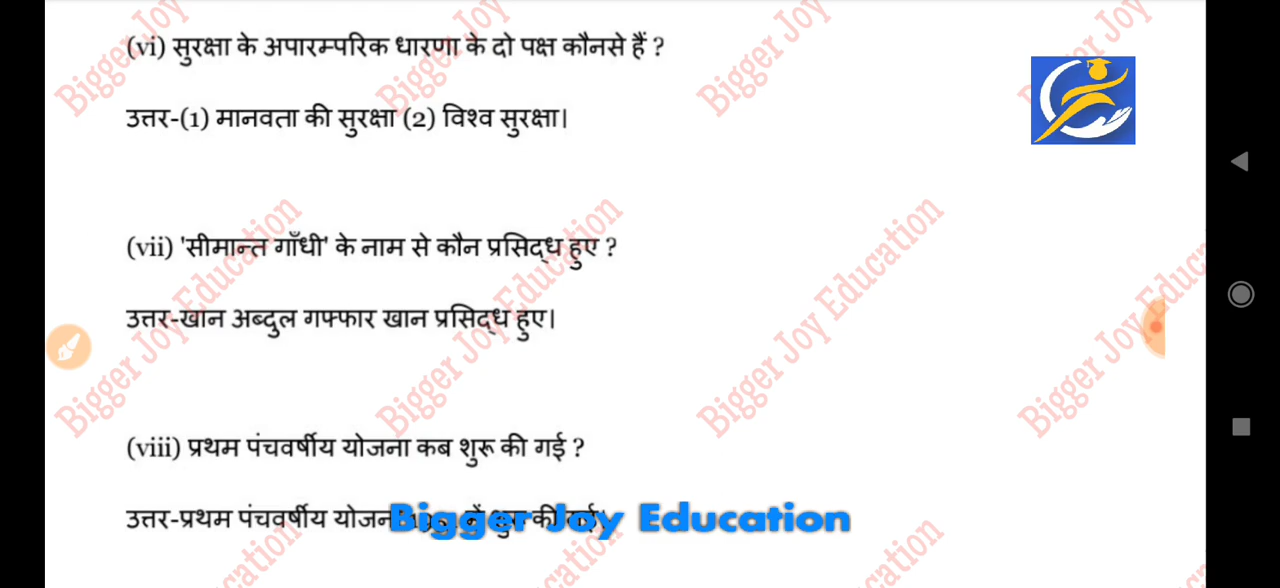 (vi) सुरक्षा के अपारम्परिक धारणा के दो पक्ष कौनसे हैं ?
उत्तर-(1) मानवता की सुरक्षा (2) विश्व सुरक्षा।
(vii) 'सीमान्त गाँधी' के नाम से कौन प्रसिद्ध हुए ?
उत्तर-खान अब्दुल गफ्फार खान प्रसिद्ध हुए।
(viii) प्रथम पंचवर्षीय योजना कब शुरू की गई ?
उत्तर-प्रथम पंचवर्षीय की
Bigger Joy Education